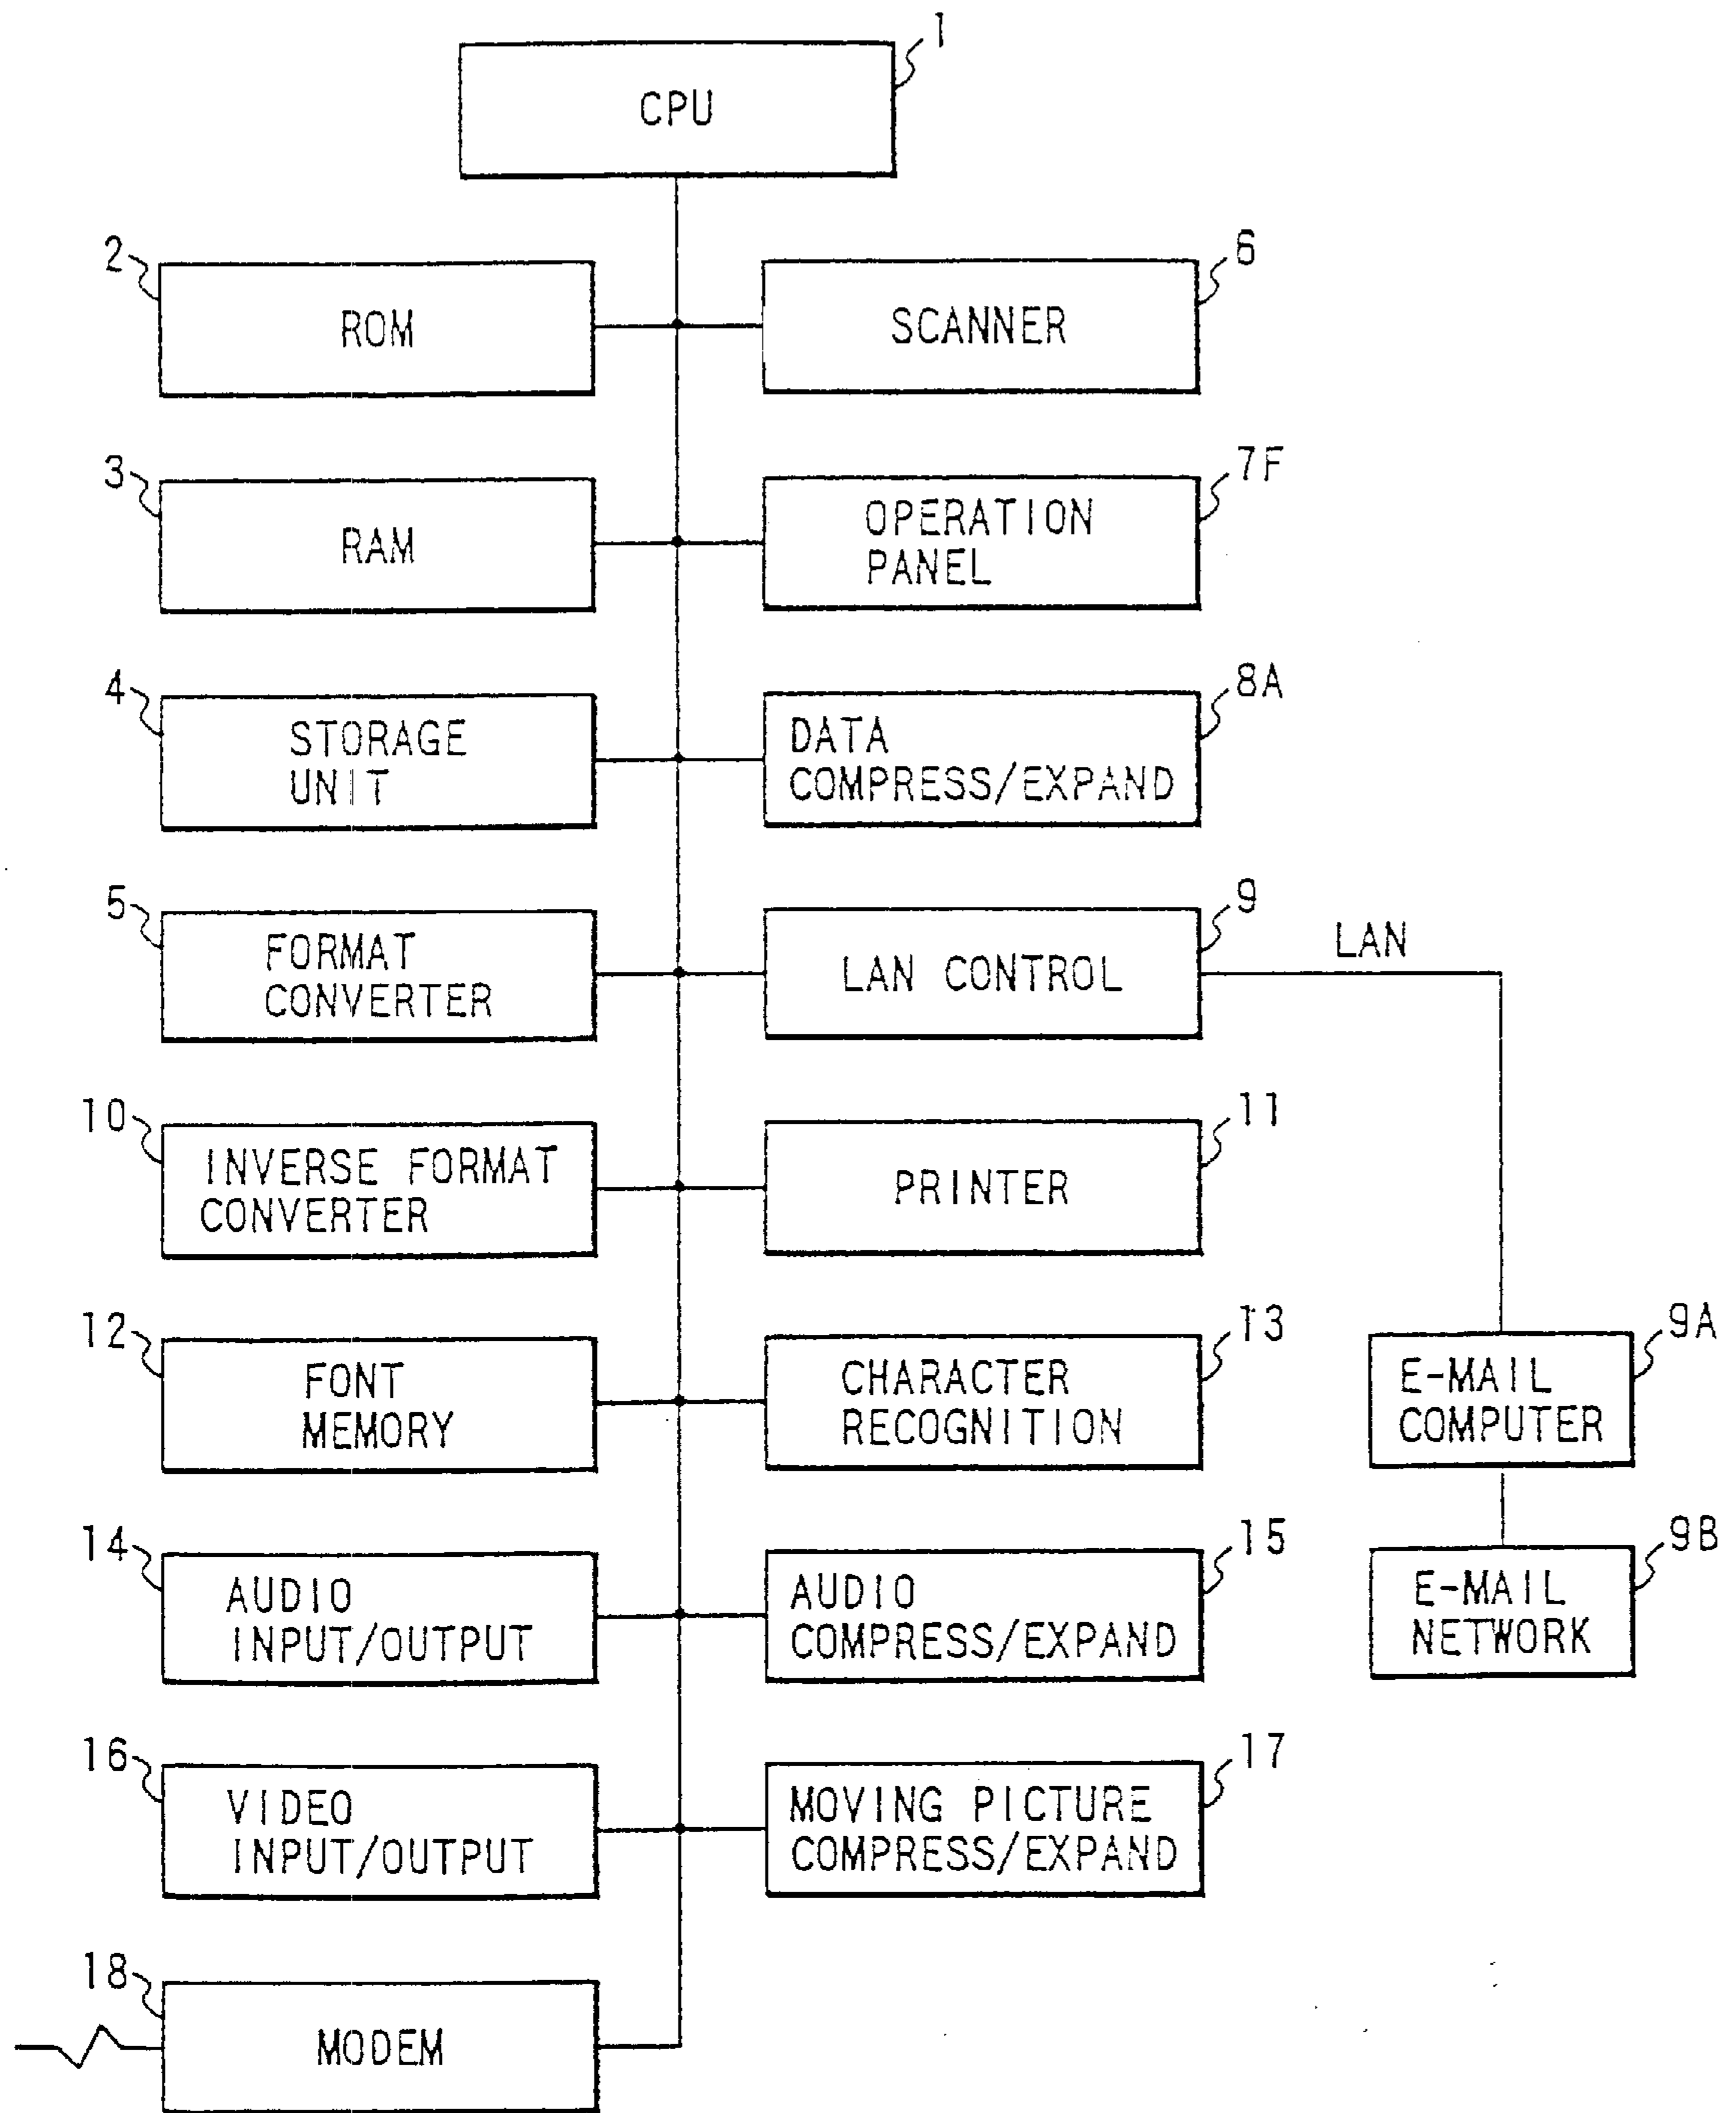 1
CPU
2
ROM
6
SCANNER
3
RAM
7F
OPERATION
PANEL
4
STORAGE
UNIT
8A
DATA
COMPRESS/EXPAND
5
FORMAT
CONVERTER
9
LAN CONTROL
LAN
10
INVERSE FORMAT
CONVERTER
11
PRINTER
12
FONT
MEMORY
13
CHARACTER
RECOGNITION
9A
E-MAIL
COMPUTER
14
AUDIO
INPUT/OUTPUT
15
AUDIO
COMPRESS/EXPAND
9B
E-MAIL
NETWORK
16
VIDEO
INPUT/OUTPUT
17
MOVING PICTURE
COMPRESS/EXPAND
18
MODEM